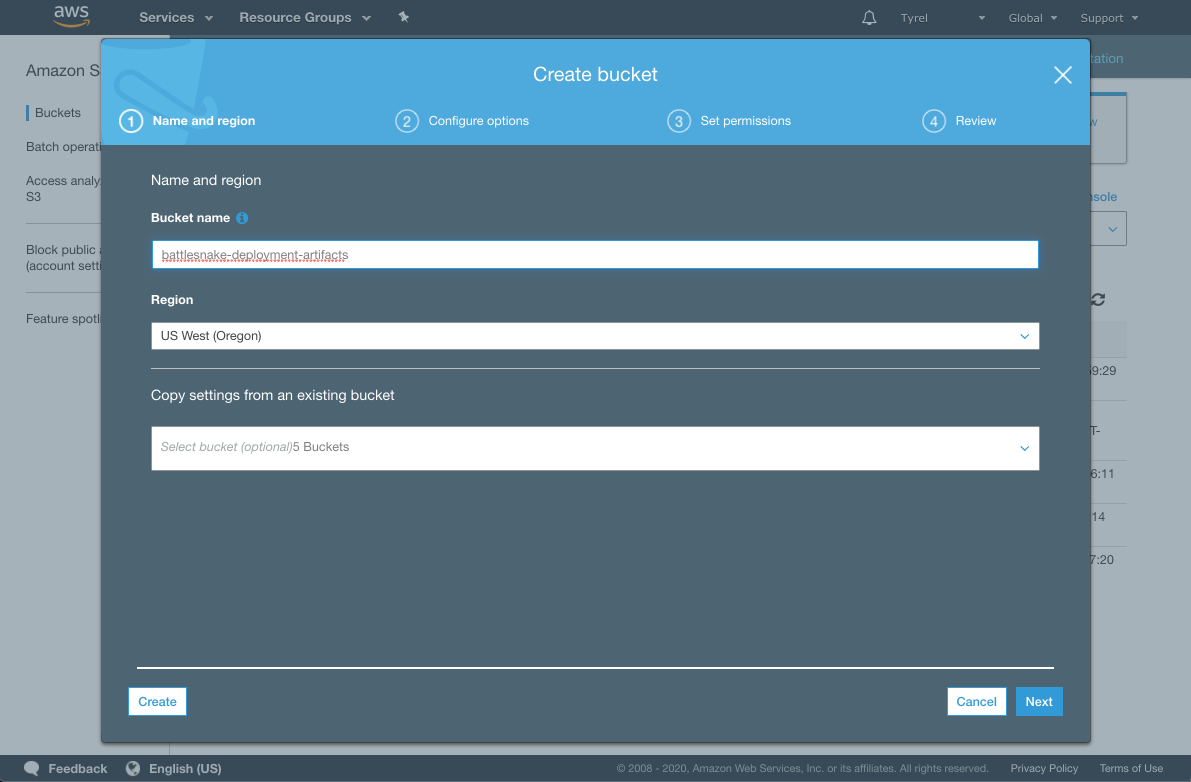 aws Services Resource Groups Tyrel Global Support
Amazon S
tation
Create bucket
1 Name and region 2 Configure options 3 Set permissions 4 Review
Buckets
Batch operati
Access analy
S3
Block public a
(account setti
Feature spotl
Name and region
Bucket name
battlesnake-deployment-artifacts
Region
US West (Oregon)
Copy settings from an existing bucket
Select bucket (optional)5 Buckets
w
nsole
59:29
T-
6:11
:14
7:20
Create Cancel Next
Feedback English (US) © 2008 - 2020, Amazon Web Services, Inc. or its affiliates. All rights reserved. Privacy Policy Terms of Use